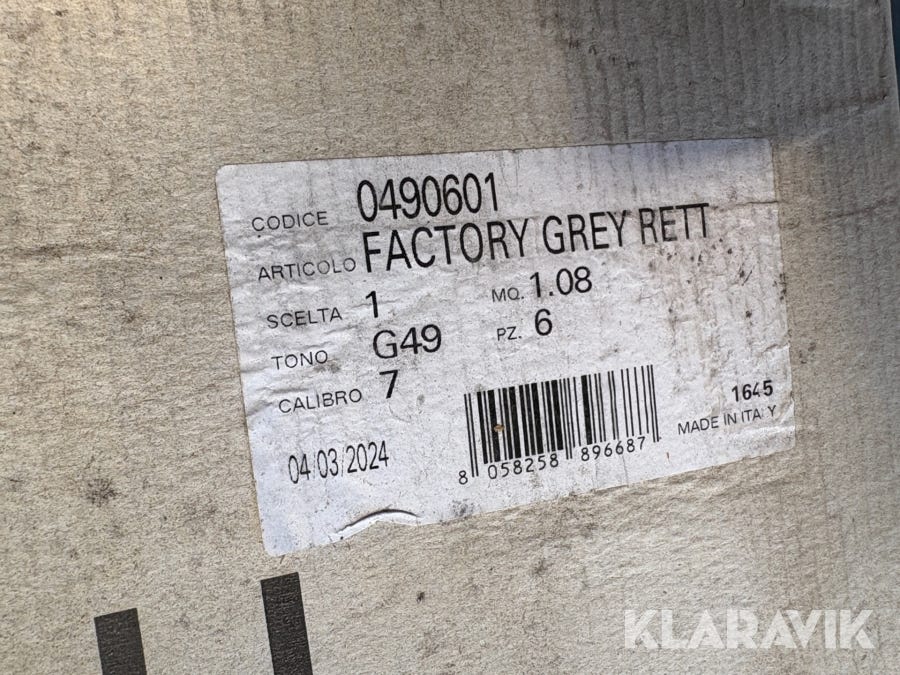 CODICE 0490601
ARTICOLO FACTORY GREY RETT
SCELTA 1 MQ. 1.08
TONO G49 PZ. 6
CALIBRO 7
1645
MADE IN ITALY
04/03/2024
8 058258 896687
KLARAVIK